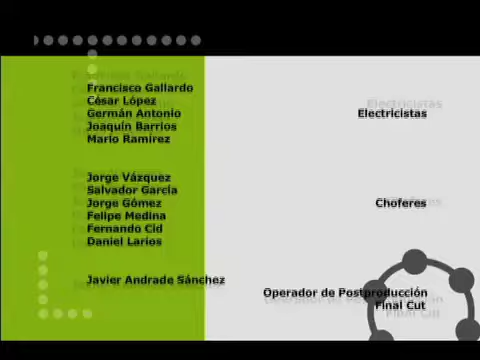 Francisco Gallardo
César López
Germán Antonio
Electricistas
Joaquín Barrios
Mario Ramírez
Jorge Vázquez
Salvador García
Jorge Gómez
Choferes
Felipe Medina
Fernando Cid
Daniel Larios
Javier Andrade Sánchez
Operador de Postproducción
Final Cut